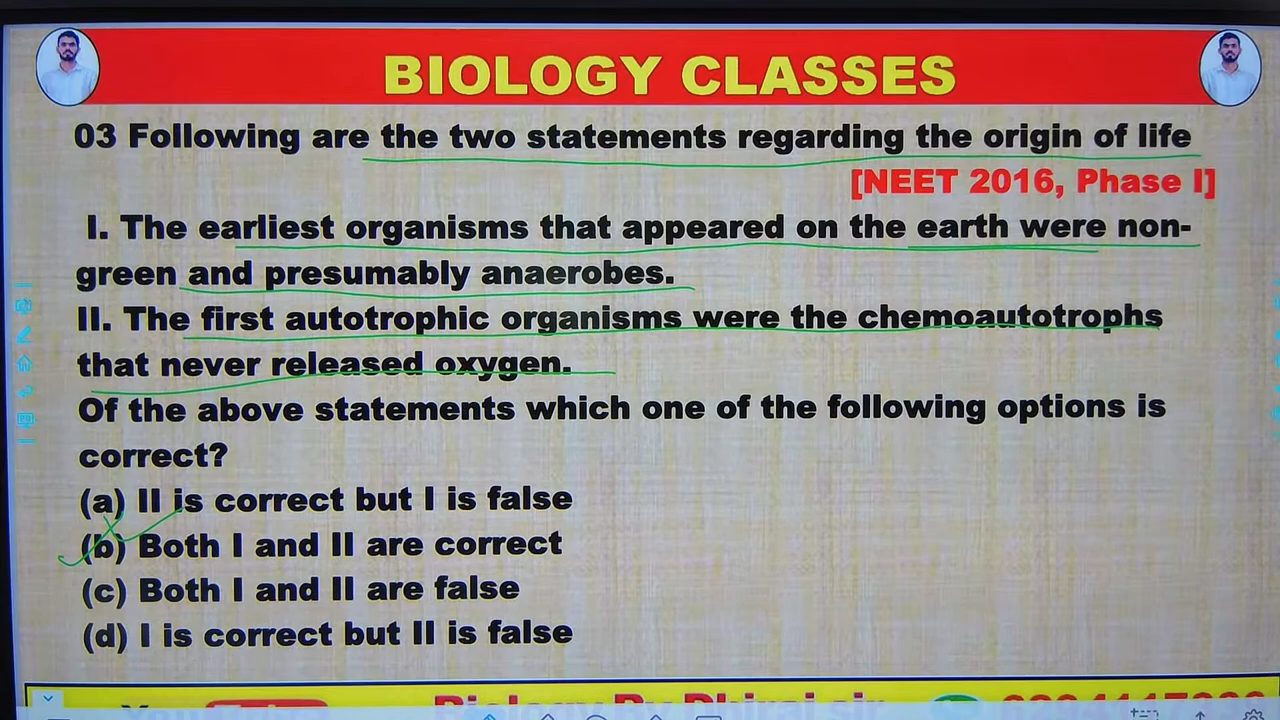 BIOLOGY CLASSES
03 Following are the two statements regarding the origin of life
[NEET 2016, Phase I]
I. The earliest organisms that appeared on the earth were non-
green and presumably anaerobes.
II. The first autotrophic organisms were the chemoautotrophs
that never released oxygen.
Of the above statements which one of the following options is
correct?
(a) II is correct but I is false
(b) Both I and II are correct
(c) Both I and II are false
(d) I is correct but II is false
Biology By Dhiraj sir